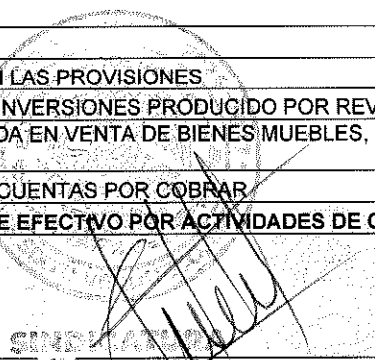 LAS PROVISIONES
INVERSIONES PRODUCIDO POR REV
DA EN VENTA DE BIENES MUEBLES,
CUENTAS POR COBRAR
E EFECTIVO POR ACTIVIDADES DE
SINDICATURA